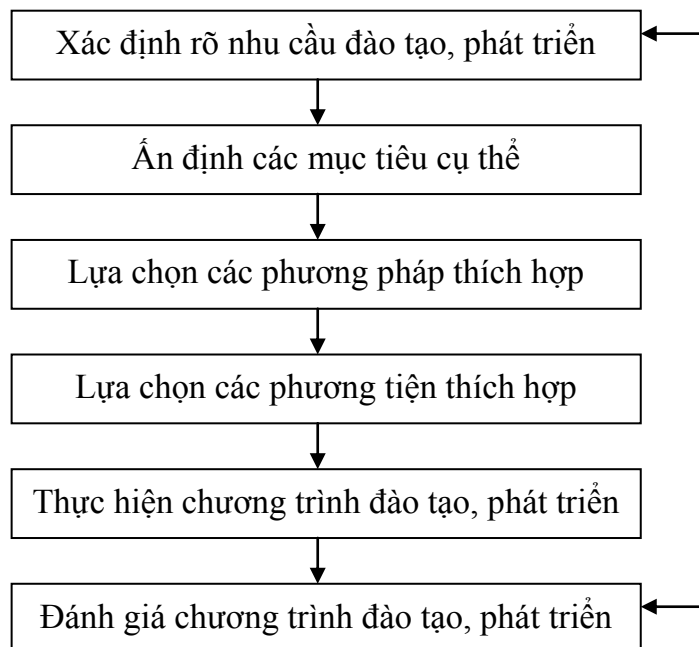 Xác định rõ nhu cầu đào tạo, phát triển
Ấn định các mục tiêu cụ thể
Lựa chọn các phương pháp thích hợp
Lựa chọn các phương tiện thích hợp
Thực hiện chương trình đào tạo, phát triển
Đánh giá chương trình đào tạo, phát triển